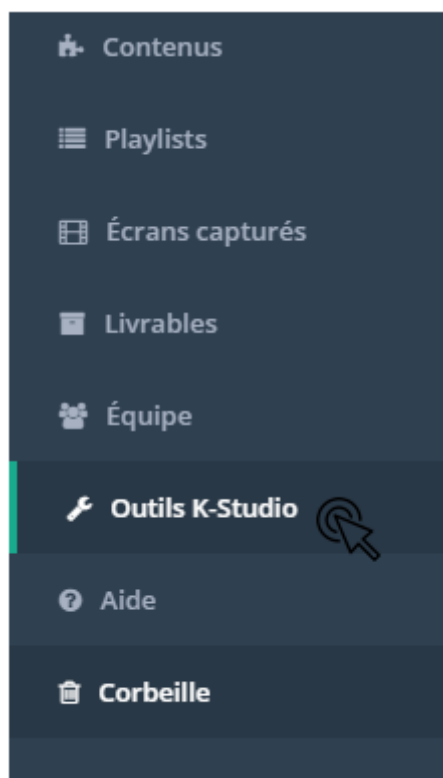 Contenus
Playlists
Écrans capturés
Livrables
Équipe
Outils K-Studio
Aide
Corbeille